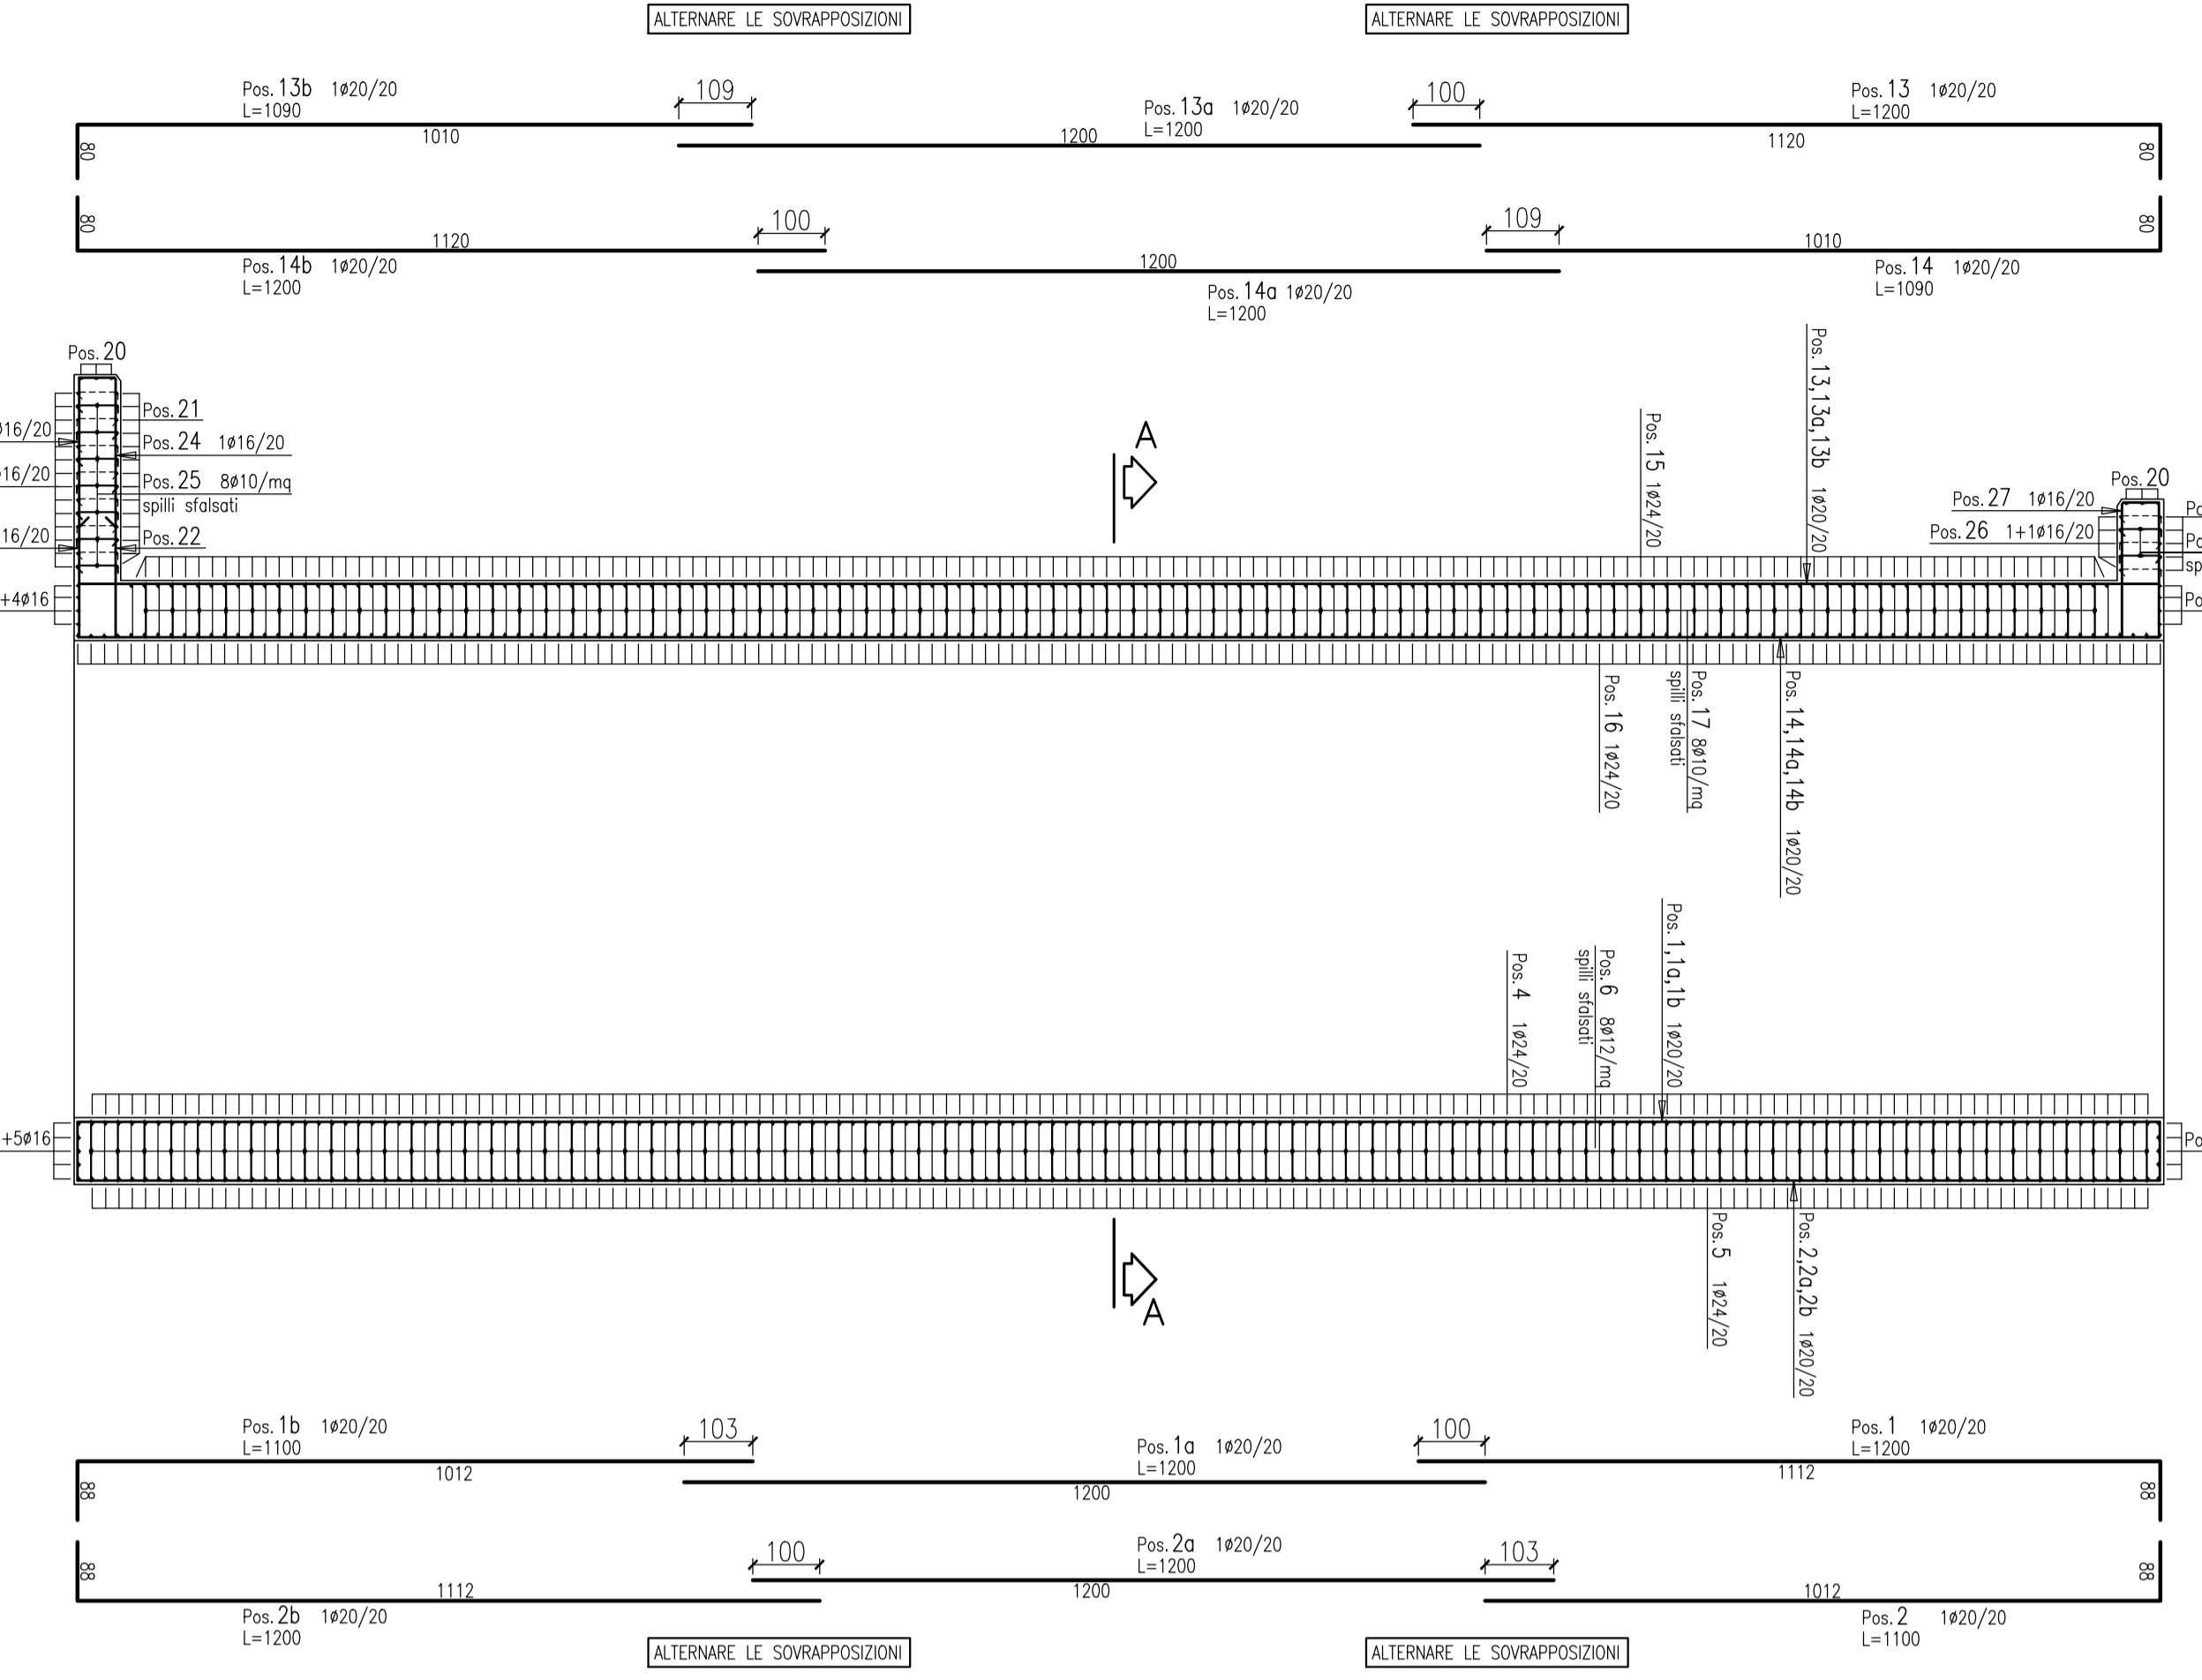 ALTERNARE LE SOVRAPPOSIZIONI
ALTERNARE LE SOVRAPPOSIZIONI
Pos. 13b 1ø20/20
L=1090
109
Pos. 13a 1ø20/20
L=1200
100
Pos. 13 1ø20/20
L=1200
1010
1200
1120
80
80
80
80
100
109
1120
1200
1010
Pos. 14b 1ø20/20
L=1200
Pos. 14a 1ø20/20
L=1200
Pos. 14 1ø20/20
L=1090
Pos. 20
Pos. 21
ø16/20
Pos. 24 1ø16/20
16/20
Pos. 25 8ø10/mq
spilli sfalsati
16/20
Pos. 22
+4ø16
A
Pos. 15 1ø24/20
Pos. 13,13a,13b 1ø20/20
Pos. 20
Pos. 27 1ø16/20
Pos. 26 1+1ø16/20
Po
Po
sp
Po
Pos. 16 1ø24/20
Pos. 17 8ø10/mq
spilli sfalsati
Pos. 14,14a,14b 1ø20/20
Pos. 4 1ø24/20
Pos. 6 8ø12/mq
spilli sfalsati
Pos. 1,1a,1b 1ø20/20
+5ø16
Po
A
Pos. 5 1ø24/20
Pos. 2,2a,2b 1ø20/20
Pos. 1b 1ø20/20
L=1100
103
Pos. 1a 1ø20/20
L=1200
100
Pos. 1 1ø20/20
L=1200
1012
1200
1112
88
88
88
88
100
Pos. 2a 1ø20/20
L=1200
103
1112
1200
1012
Pos. 2b 1ø20/20
L=1200
Pos. 2 1ø20/20
L=1100
ALTERNARE LE SOVRAPPOSIZIONI
ALTERNARE LE SOVRAPPOSIZIONI